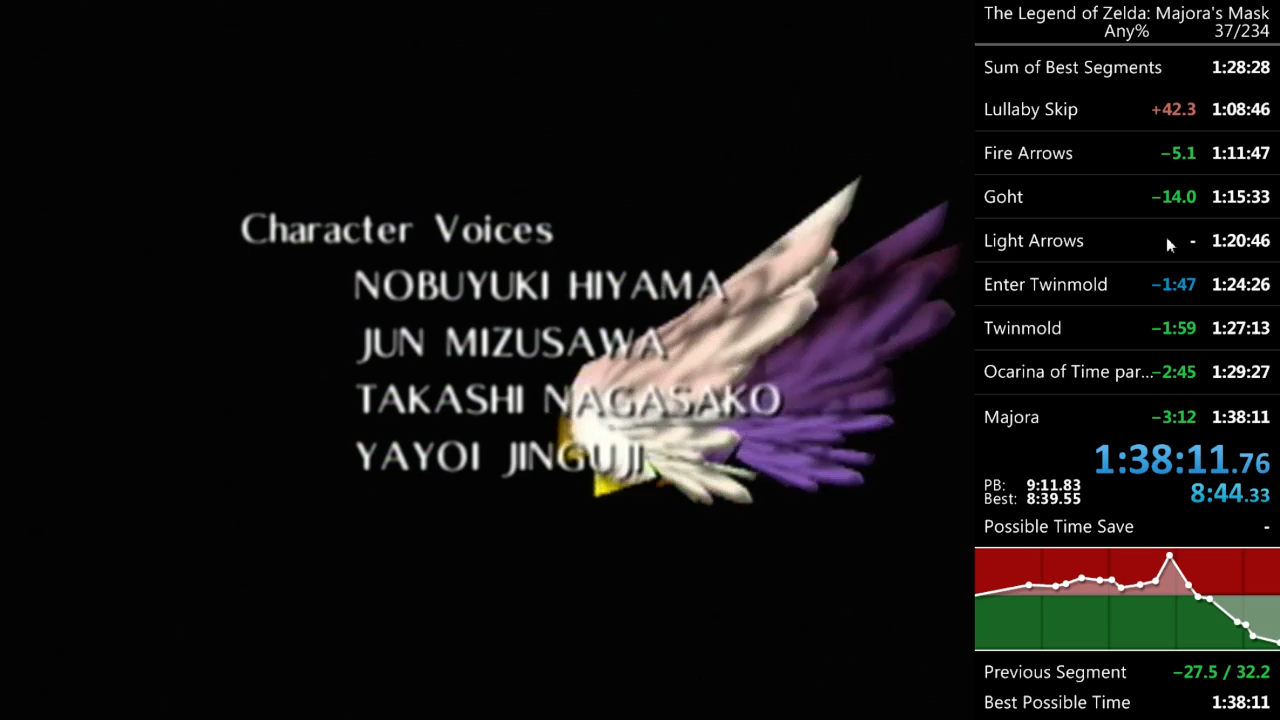 Character Voices
NOBUYUKI HIYAMA
JUN MIZUSAWA
TAKASHI NAGASAKO
YAYOI JINGUJI
The Legend of Zelda: Majora's Mask
Any% 37/234
Sum of Best Segments 1:28:28
Lullaby Skip +42.3 1:08:46
Fire Arrows −5.1 1:11:47
Goht −14.0 1:15:33
Light Arrows - 1:20:46
Enter Twinmold −1:47 1:24:26
Twinmold −1:59 1:27:13
Ocarina of Time par... −2:45 1:29:27
Majora −3:12 1:38:11
1:38:11.76
PB: 9:11.83
Best: 8:39.55
8:44.33
Possible Time Save -
Previous Segment −27.5 / 32.2
Best Possible Time 1:38:11